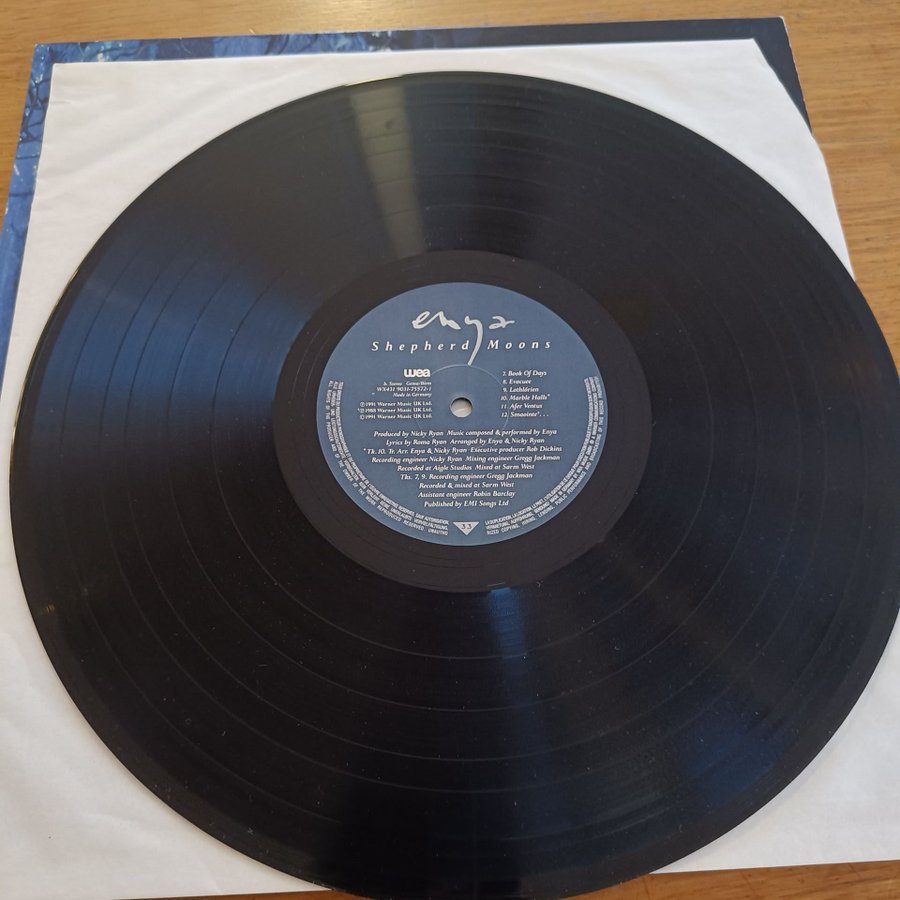 enya
Shepherd Moons
wea
b. Stereo Gema/Biem
WX431 9031-75572-1
Made in Germany
℗1991 Warner Music UK Ltd.
*℗1988 Warner Music UK Ltd.
©1991 Warner Music UK Ltd.
7. Book Of Days
8. Evacuee
9. Lothlórien
10. Marble Halls*
11. Afer Ventus
12. Smaointe'. . .
Produced by Nicky Ryan Music composed & performed by Enya
Lyrics by Roma Ryan Arranged by Enya & Nicky Ryan
*Tk. 10. Tr. Arr. Enya & Nicky Ryan Executive producer Rob Dickins
Recording engineer Nicky Ryan Mixing engineer Gregg Jackman
Recorded at Aigle Studios Mixed at Sarm West
Tks. 7, 9. Recording engineer Gregg Jackman
Recorded & mixed at Sarm West
Assistant engineer Robin Barclay
Published by EMI Songs Ltd
33